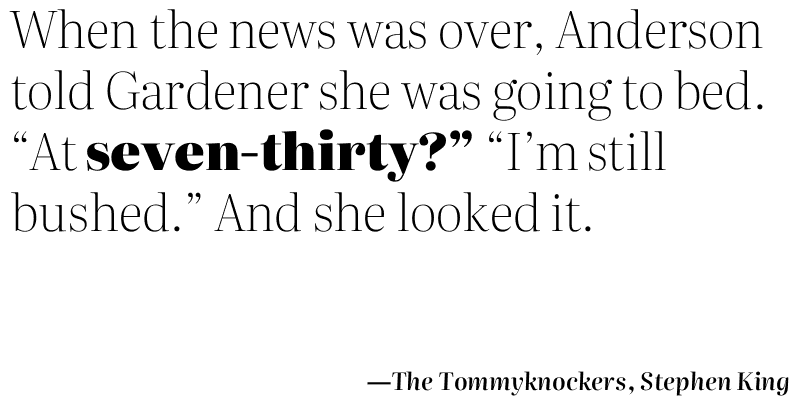 When the news was over, Anderson
told Gardener she was going to bed.
“At seven-thirty?” “I’m still
bushed.” And she looked it.
—The Tommyknockers, Stephen King